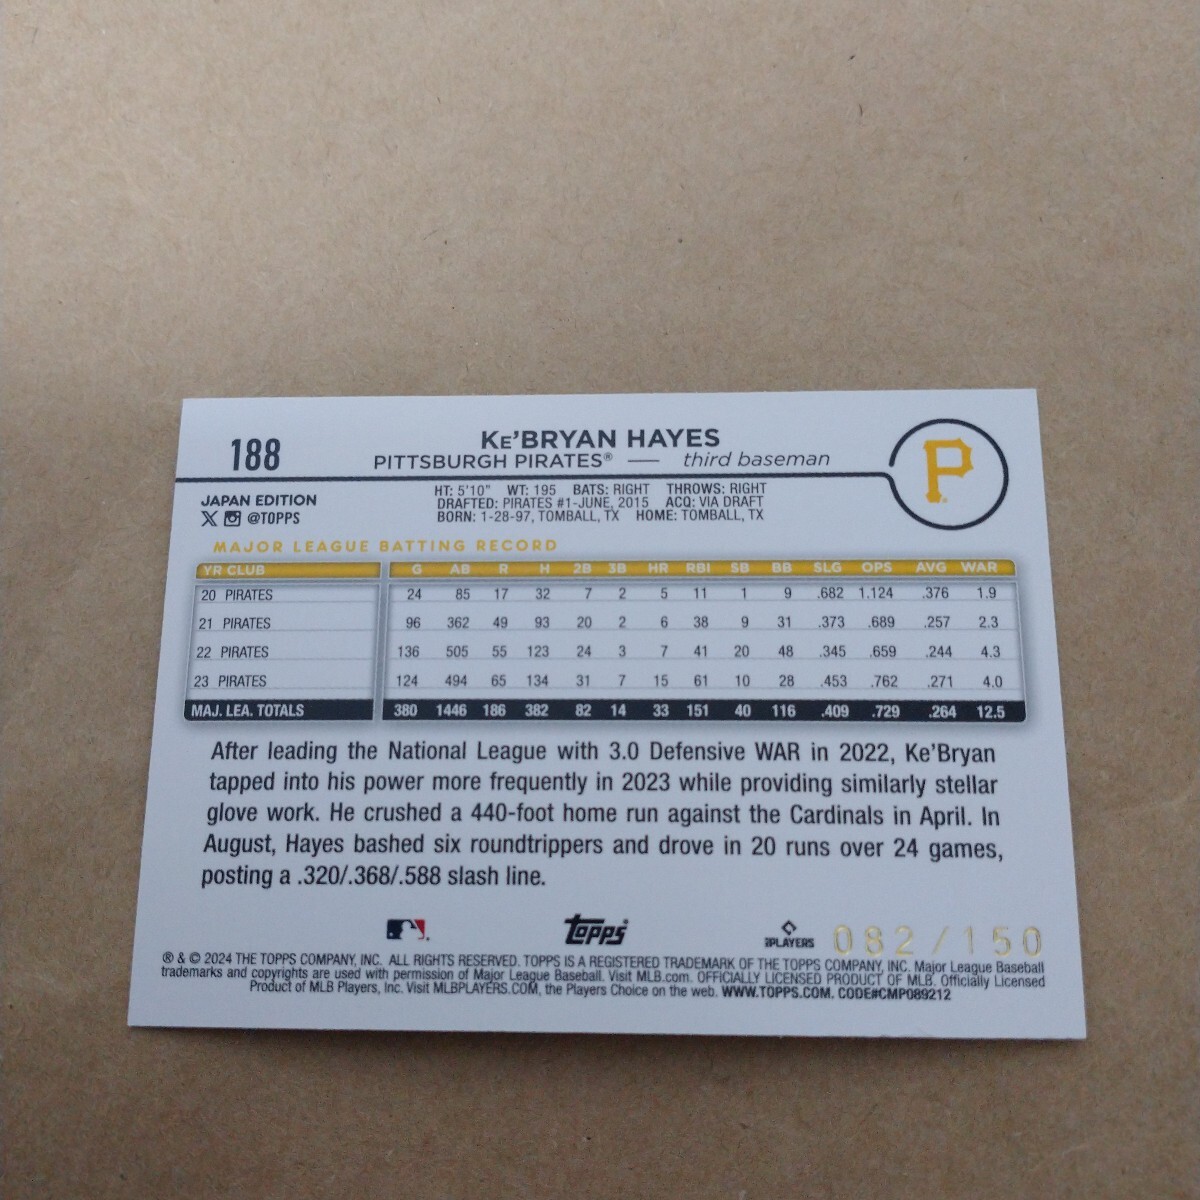 188
KE'BRYAN HAYES
PITTSBURGH PIRATES® — third baseman
P
JAPAN EDITION
@TOPPS
HT: 5'10" WT: 195 BATS: RIGHT THROWS: RIGHT
DRAFTED: PIRATES #1-JUNE, 2015 ACQ: VIA DRAFT
BORN: 1-28-97, TOMBALL, TX HOME: TOMBALL, TX
MAJOR LEAGUE BATTING RECORD
YR CLUB G AB R H 2B 3B HR RBI SB BB SLG OPS AVG WAR
20 PIRATES 24 85 17 32 7 2 5 11 1 9 .682 1.124 .376 1.9
21 PIRATES 96 362 49 93 20 2 6 38 9 31 .373 .689 .257 2.3
22 PIRATES 136 505 55 123 24 3 7 41 20 48 .345 .659 .244 4.3
23 PIRATES 124 494 65 134 31 7 15 61 10 28 .453 .762 .271 4.0
MAJ. LEA. TOTALS 380 1446 186 382 82 14 33 151 40 116 .409 .729 .264 12.5
After leading the National League with 3.0 Defensive WAR in 2022, Ke'Bryan
tapped into his power more frequently in 2023 while providing similarly stellar
glove work. He crushed a 440-foot home run against the Cardinals in April. In
August, Hayes bashed six roundtrippers and drove in 20 runs over 24 games,
posting a .320/.368/.588 slash line.
topps®
PLAYERS
082/150
® & © 2024 THE TOPPS COMPANY, INC. ALL RIGHTS RESERVED. TOPPS IS A REGISTERED TRADEMARK OF THE TOPPS COMPANY, INC. Major League Baseball
trademarks and copyrights are used with permission of Major League Baseball. Visit MLB.com. OFFICIALLY LICENSED PRODUCT OF MLB. Officially Licensed
Product of MLB Players, Inc. Visit MLBPLAYERS.COM, the Players Choice on the web. WWW.TOPPS.COM. CODE#CMP089212